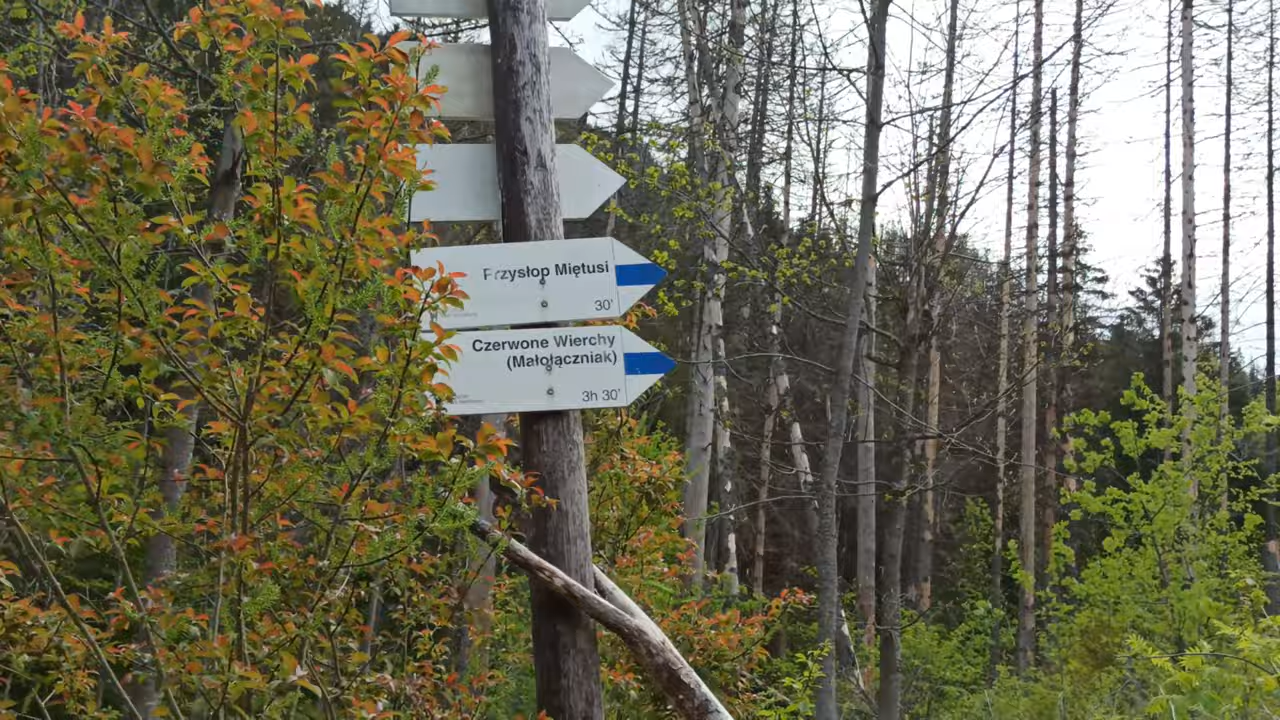 Przysłop Miętusi
30'
Czerwone Wierchy
(Małołączniak)
3h 30'